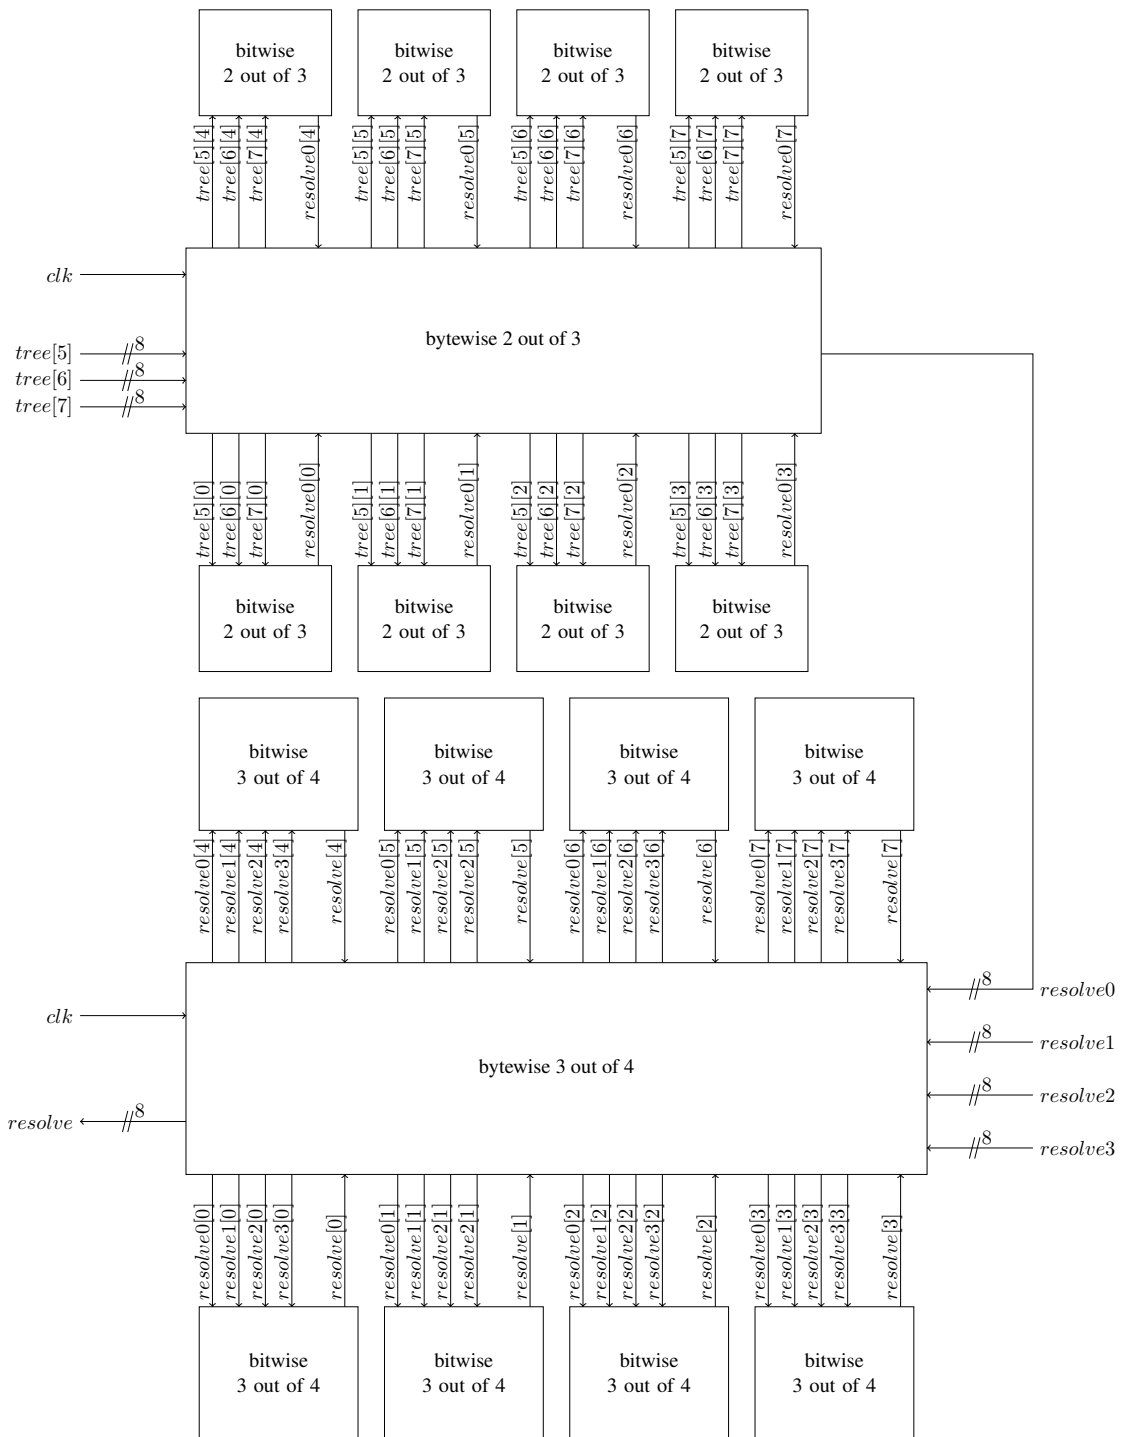 bitwise
2 out of 3
bitwise
2 out of 3
bitwise
2 out of 3
bitwise
2 out of 3
tree[5][4]
tree[6][4]
tree[7][4]
resolve0[4]
tree[5][5]
tree[6][5]
tree[7][5]
resolve0[5]
tree[5][6]
tree[6][6]
tree[7][6]
resolve0[6]
tree[5][7]
tree[6][7]
tree[7][7]
resolve0[7]
clk
tree[5]
8
tree[6]
8
tree[7]
8
bytewise 2 out of 3
tree[5][0]
tree[6][0]
tree[7][0]
resolve0[0]
tree[5][1]
tree[6][1]
tree[7][1]
resolve0[1]
tree[5][2]
tree[6][2]
tree[7][2]
resolve0[2]
tree[5][3]
tree[6][3]
tree[7][3]
resolve0[3]
bitwise
2 out of 3
bitwise
2 out of 3
bitwise
2 out of 3
bitwise
2 out of 3
bitwise
3 out of 4
bitwise
3 out of 4
bitwise
3 out of 4
bitwise
3 out of 4
resolve0[4]
resolve1[4]
resolve2[4]
resolve3[4]
resolve[4]
resolve0[5]
resolve1[5]
resolve2[5]
resolve2[5]
resolve[5]
resolve0[6]
resolve1[6]
resolve2[6]
resolve3[6]
resolve[6]
resolve0[7]
resolve1[7]
resolve2[7]
resolve3[7]
resolve[7]
clk
resolve
8
bytewise 3 out of 4
8
resolve0
8
resolve1
8
resolve2
8
resolve3
resolve0[0]
resolve1[0]
resolve2[0]
resolve3[0]
resolve[0]
resolve0[1]
resolve1[1]
resolve2[1]
resolve2[1]
resolve[1]
resolve0[2]
resolve1[2]
resolve2[2]
resolve3[2]
resolve[2]
resolve0[3]
resolve1[3]
resolve2[3]
resolve3[3]
resolve[3]
bitwise
3 out of 4
bitwise
3 out of 4
bitwise
3 out of 4
bitwise
3 out of 4